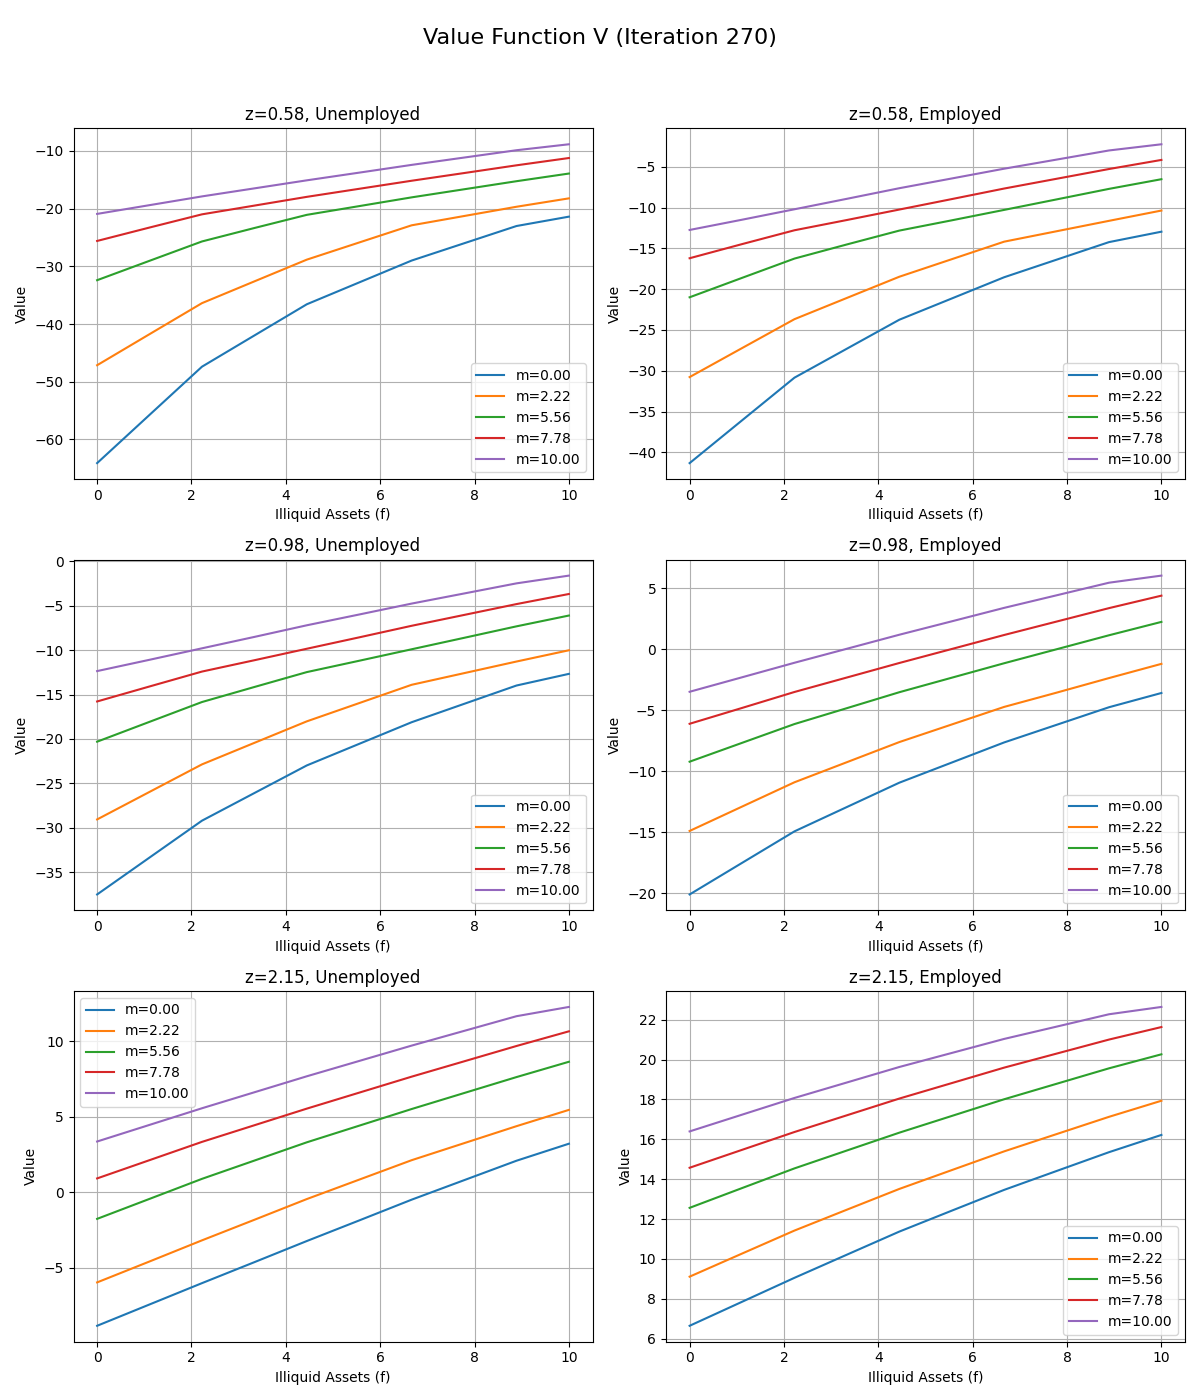 Value Function V (Iteration 270)
z=0.58, Unemployed
−10
−20
−30
−40
−50
−60
Value
m=0.00
m=2.22
m=5.56
m=7.78
m=10.00
0 2 4 6 8 10
Illiquid Assets (f)
z=0.58, Employed
−5
−10
−15
−20
−25
−30
−35
−40
Value
m=0.00
m=2.22
m=5.56
m=7.78
m=10.00
0 2 4 6 8 10
Illiquid Assets (f)
z=0.98, Unemployed
0
−5
−10
−15
−20
−25
−30
−35
Value
m=0.00
m=2.22
m=5.56
m=7.78
m=10.00
0 2 4 6 8 10
Illiquid Assets (f)
z=0.98, Employed
5
0
−5
−10
−15
−20
Value
m=0.00
m=2.22
m=5.56
m=7.78
m=10.00
0 2 4 6 8 10
Illiquid Assets (f)
z=2.15, Unemployed
m=0.00
m=2.22
m=5.56
m=7.78
m=10.00
10
5
0
−5
Value
0 2 4 6 8 10
Illiquid Assets (f)
z=2.15, Employed
22
20
18
16
14
12
10
8
6
Value
m=0.00
m=2.22
m=5.56
m=7.78
m=10.00
0 2 4 6 8 10
Illiquid Assets (f)